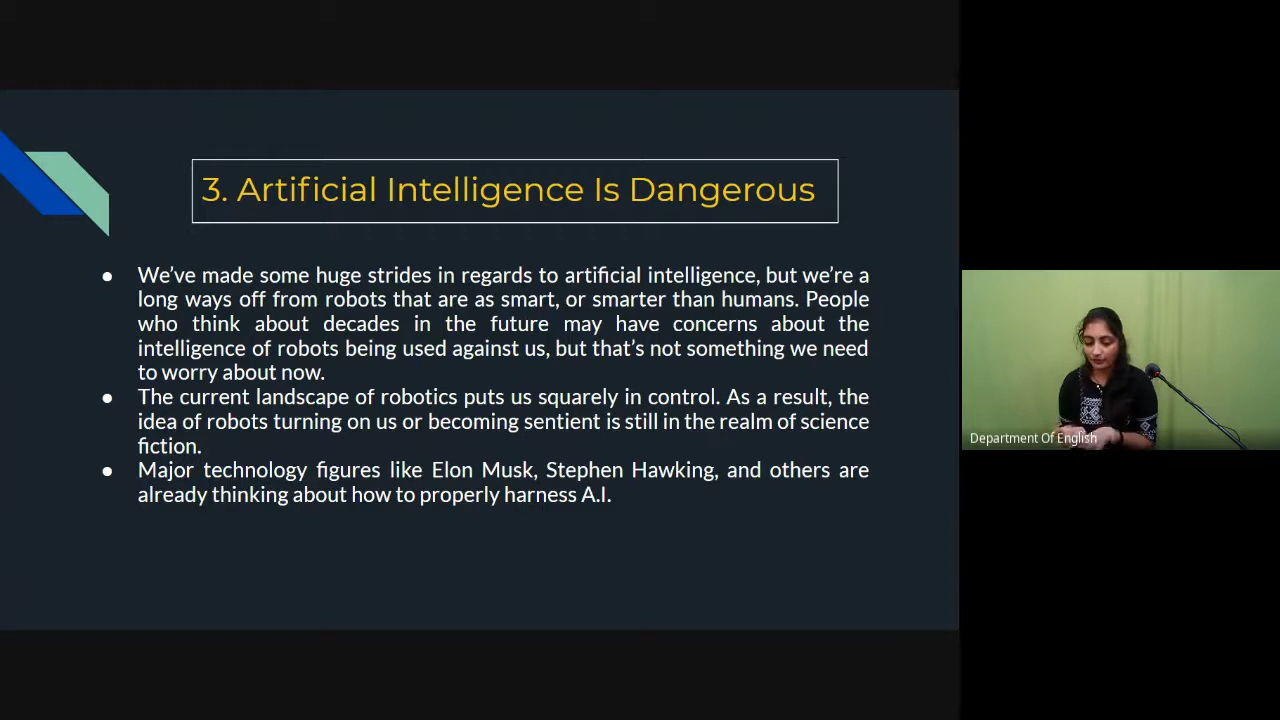 3. Artificial Intelligence Is Dangerous
● We’ve made some huge strides in regards to artificial intelligence, but we’re a
long ways off from robots that are as smart, or smarter than humans. People
who think about decades in the future may have concerns about the
intelligence of robots being used against us, but that’s not something we need
to worry about now.
● The current landscape of robotics puts us squarely in control. As a result, the
idea of robots turning on us or becoming sentient is still in the realm of science
fiction.
● Major technology figures like Elon Musk, Stephen Hawking, and others are
already thinking about how to properly harness A.I.
Department Of English